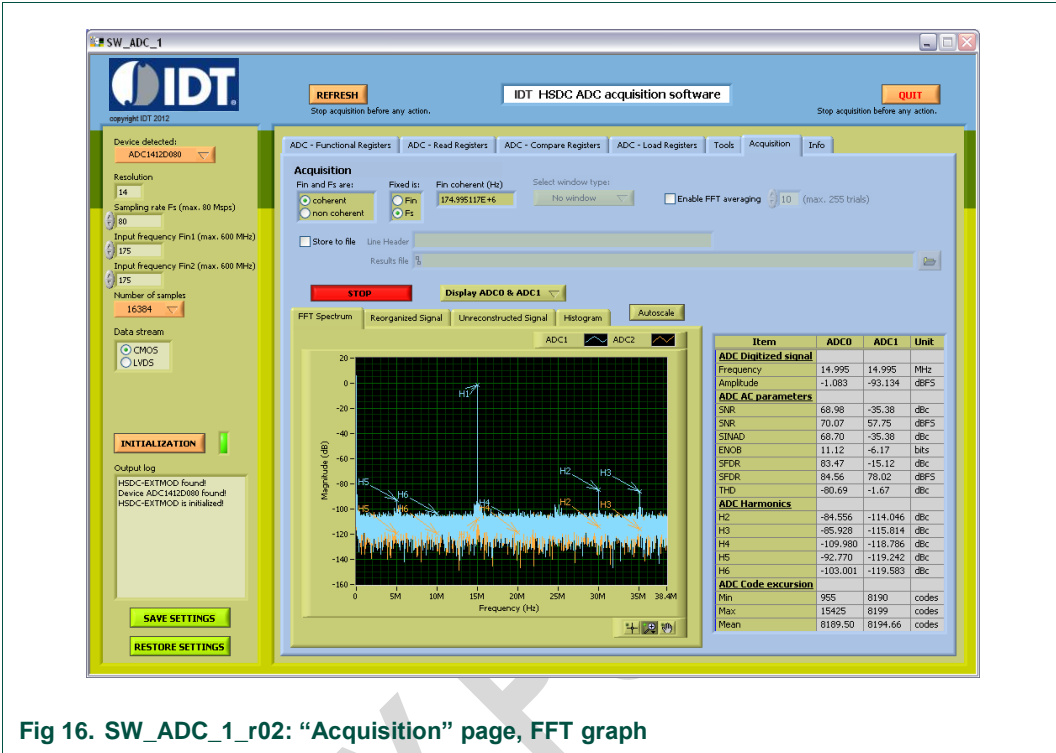 SW_ADC_1
IDT
copyright IDT 2012
REFRESH
Stop acquisition before any action.
IDT HSDC ADC acquisition software
QUIT
Stop acquisition before any action.
Device detected:
ADC1412D080
Resolution
14
Sampling rate Fs (max. 80 Msps)
80
Input frequency Fin1 (max. 600 MHz)
175
Input frequency Fin2 (max. 600 MHz)
175
Number of samples
16384
Data stream
CMOS
LVDS
INITIALIZATION
Output log
HSDC-EXTMOD found!
Device ADC1412D080 found!
HSDC-EXTMOD is initialized!
SAVE SETTINGS
RESTORE SETTINGS
ADC - Functional Registers ADC - Read Registers ADC - Compare Registers ADC - Load Registers Tools Acquisition Info
Acquisition
Fin and Fs are: Fixed is: Fin coherent (Hz) Select window type:
coherent Fin 174.995117E+6 No window Enable FFT averaging 10 (max. 255 trials)
non coherent Fs
Store to file Line Header
Results file
STOP Display ADC0 & ADC1
FFT Spectrum Reorganized Signal Unreconstructed Signal Histogram Autoscale
ADC1 ADC2
Magnitude (dB)
20
0
-20
-40
-60
-80
-100
-120
-140
-160
H1
H2 H3
H5 H6 H4
H5 H6 H4 H2 H3
0 5M 10M 15M 20M 25M 30M 35M 38.4M
Frequency (Hz)
Item ADC0 ADC1 Unit
ADC Digitized signal
Frequency 14.995 14.995 MHz
Amplitude -1.083 -93.134 dBFS
ADC AC parameters
SNR 68.98 -35.38 dBc
SNR 70.07 57.75 dBFS
SINAD 68.70 -35.38 dBc
ENOB 11.12 -6.17 bits
SFDR 83.47 -15.12 dBc
SFDR 84.56 78.02 dBFS
THD -80.69 -1.67 dBc
ADC Harmonics
H2 -84.556 -114.046 dBc
H3 -85.928 -115.814 dBc
H4 -109.980 -118.786 dBc
H5 -92.770 -119.242 dBc
H6 -103.001 -119.583 dBc
ADC Code excursion
Min 955 8190 codes
Max 15425 8199 codes
Mean 8189.50 8194.66 codes
Fig 16. SW_ADC_1_r02: “Acquisition” page, FFT graph